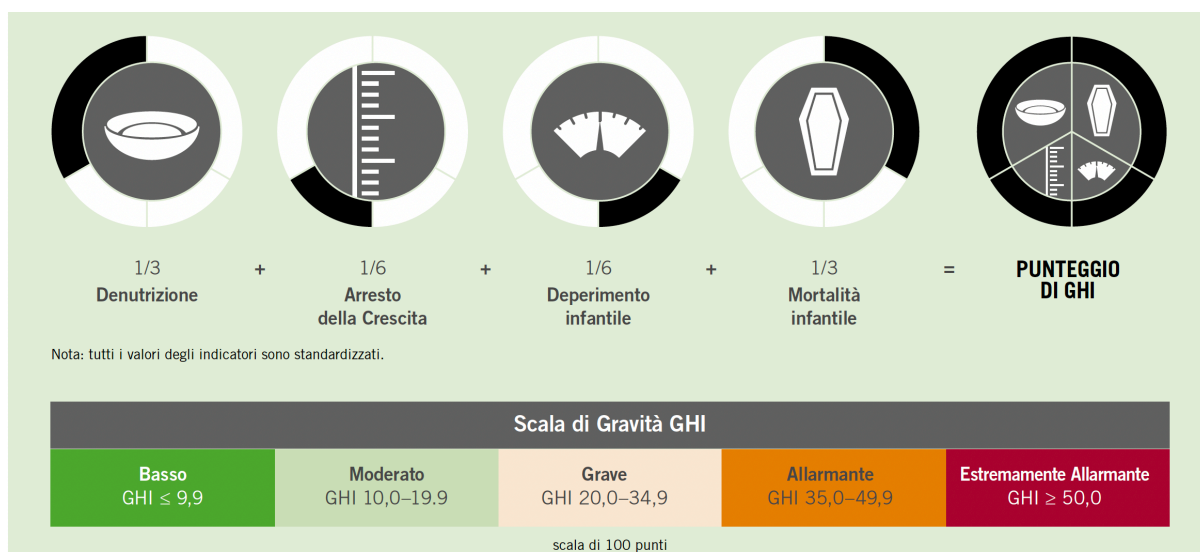 1/3 + 1/6 + 1/6 + 1/3 = PUNTEGGIO
DI GHI
Denutrizione
Arresto
della Crescita
Deperimento
infantile
Mortalità
infantile
Nota: tutti i valori degli indicatori sono standardizzati.
Scala di Gravità GHI
Basso
GHI ≤ 9,9
Moderato
GHI 10,0–19.9
Grave
GHI 20,0–34,9
Allarmante
GHI 35,0–49,9
Estremamente Allarmante
GHI ≥ 50,0
scala di 100 punti